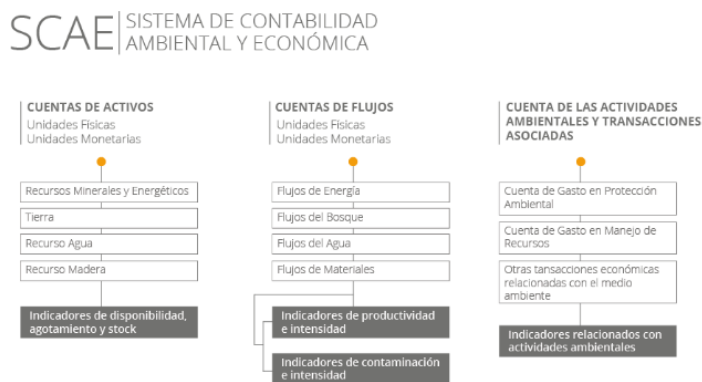 SCAE
SISTEMA DE CONTABILIDAD
AMBIENTAL Y ECONÓMICA
CUENTAS DE ACTIVOS
Unidades Físicas
Unidades Monetarias
Recursos Minerales y Energéticos
Tierra
Recurso Agua
Recurso Madera
Indicadores de disponibilidad,
agotamiento y stock
CUENTAS DE FLUJOS
Unidades Físicas
Unidades Monetarias
Flujos de Energía
Flujos del Bosque
Flujos del Agua
Flujos de Materiales
Indicadores de productividad
e intensidad
Indicadores de contaminación
e intensidad
CUENTA DE LAS ACTIVIDADES
AMBIENTALES Y TRANSACCIONES
ASOCIADAS
Cuenta de Gasto en Protección
Ambiental
Cuenta de Gasto en Manejo de
Recursos
Otras tansacciones económicas
relacionadas con el medio
ambiente
Indicadores relacionados con
actividades ambientales